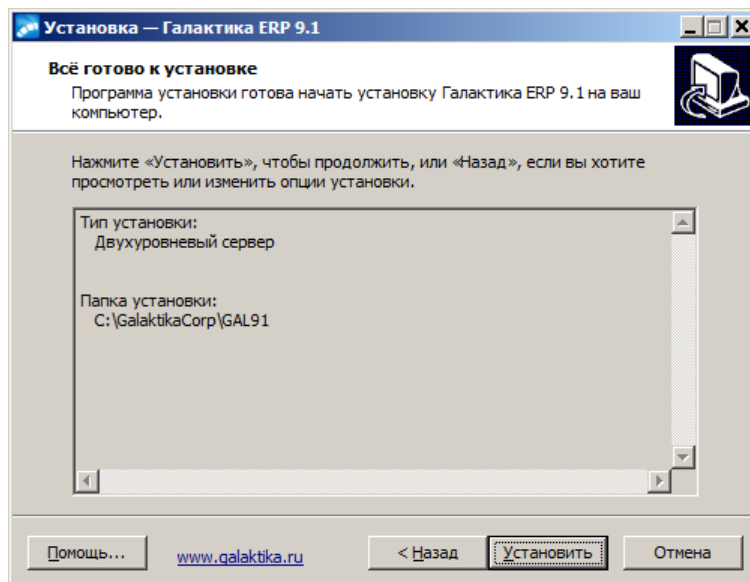 Установка — Галактика ERP 9.1
Всё готово к установке
Программа установки готова начать установку Галактика ERP 9.1 на ваш
компьютер.
Нажмите «Установить», чтобы продолжить, или «Назад», если вы хотите
просмотреть или изменить опции установки.
Тип установки:
Двухуровневый сервер
Папка установки:
C:\GalaktikaCorp\GAL91
Помощь...
www.galaktika.ru
< Назад
Установить
Отмена